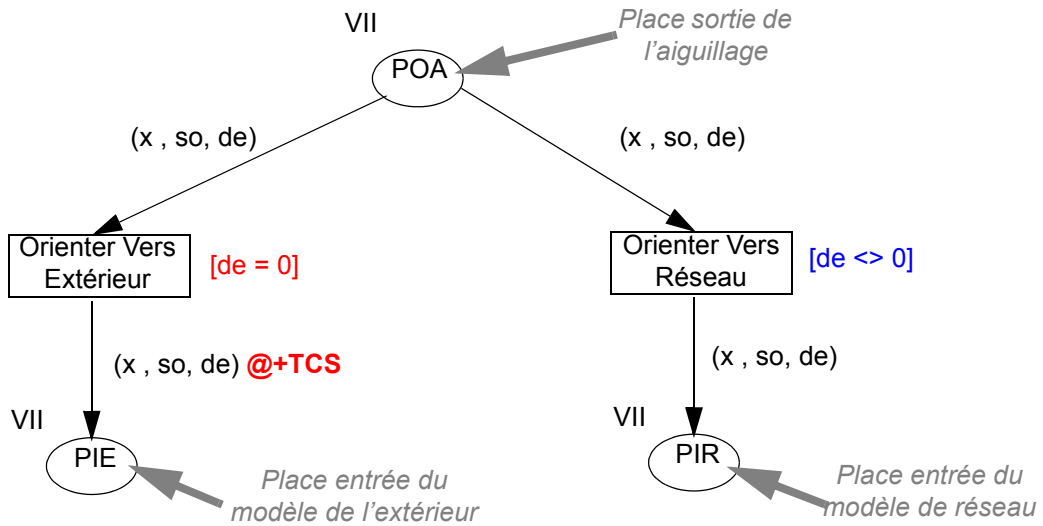 VII
Place sortie de
l'aiguillage
POA
(x , so, de)
(x , so, de)
Orienter Vers
Extérieur
[de = 0]
Orienter Vers
Réseau
[de <> 0]
(x , so, de) @+TCS
(x , so, de)
VII
PIE
VII
PIR
Place entrée du
modèle de l'extérieur
Place entrée du
modèle de réseau